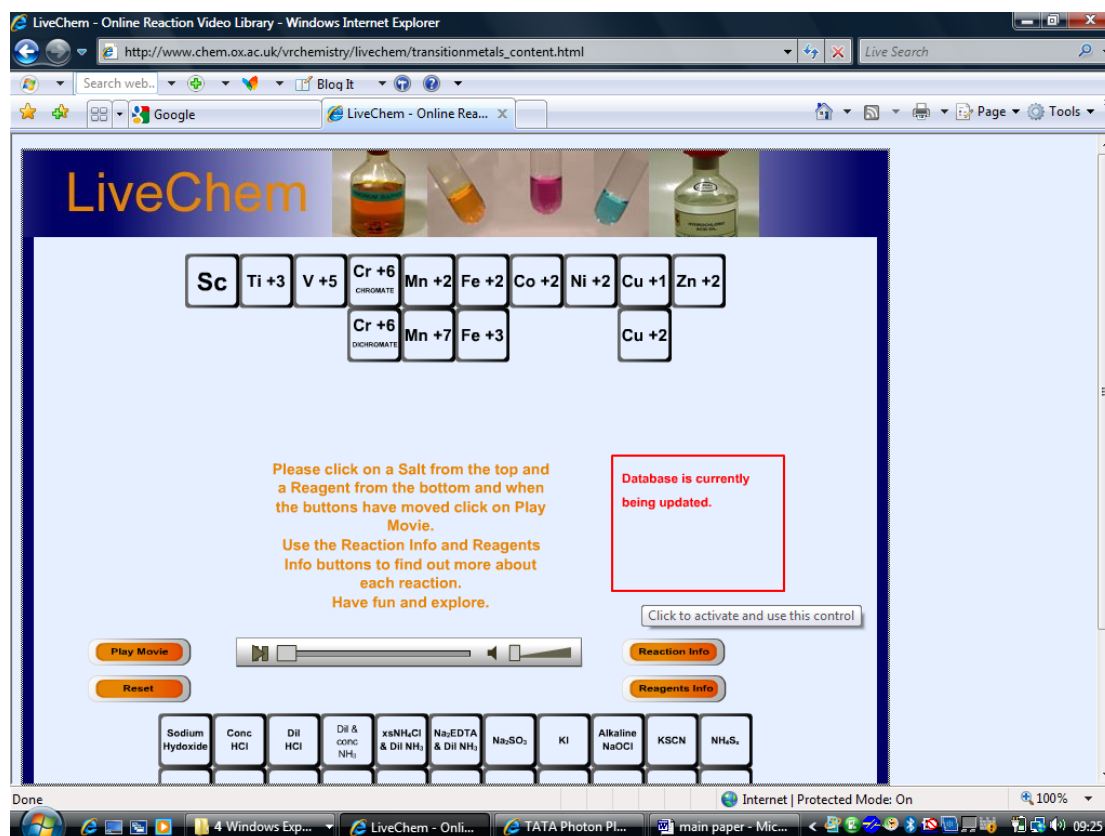 LiveChem - Online Reaction Video Library - Windows Internet Explorer
http://www.chem.ox.ac.uk/vrchemistry/livechem/transitionmetals_content.html
Live Search
Search web..
Blog It
Google
LiveChem - Online Rea...
Page
Tools
LiveChem
Sc
Ti +3
V +5
Cr +6
CHROMATE
Mn +2
Fe +2
Co +2
Ni +2
Cu +1
Zn +2
Cr +6
DICHROMATE
Mn +7
Fe +3
Cu +2
Please click on a Salt from the top and
a Reagent from the bottom and when
the buttons have moved click on Play
Movie.
Use the Reaction Info and Reagents
Info buttons to find out more about
each reaction.
Have fun and explore.
Database is currently
being updated.
Click to activate and use this control
Play Movie
Reaction Info
Reset
Reagents Info
Sodium
Hydoxide
Conc
HCl
Dil
HCl
Dil &
conc
NH₃
xsNH₄Cl
& Dil NH₃
Na₂EDTA
& Dil NH₃
Na₂SO₃
KI
Alkaline
NaOCl
KSCN
NH₄Sₓ
Done
Internet | Protected Mode: On
100%
4 Windows Exp...
LiveChem - Onli...
TATA Photon Pl...
main paper - Mic...
09:25